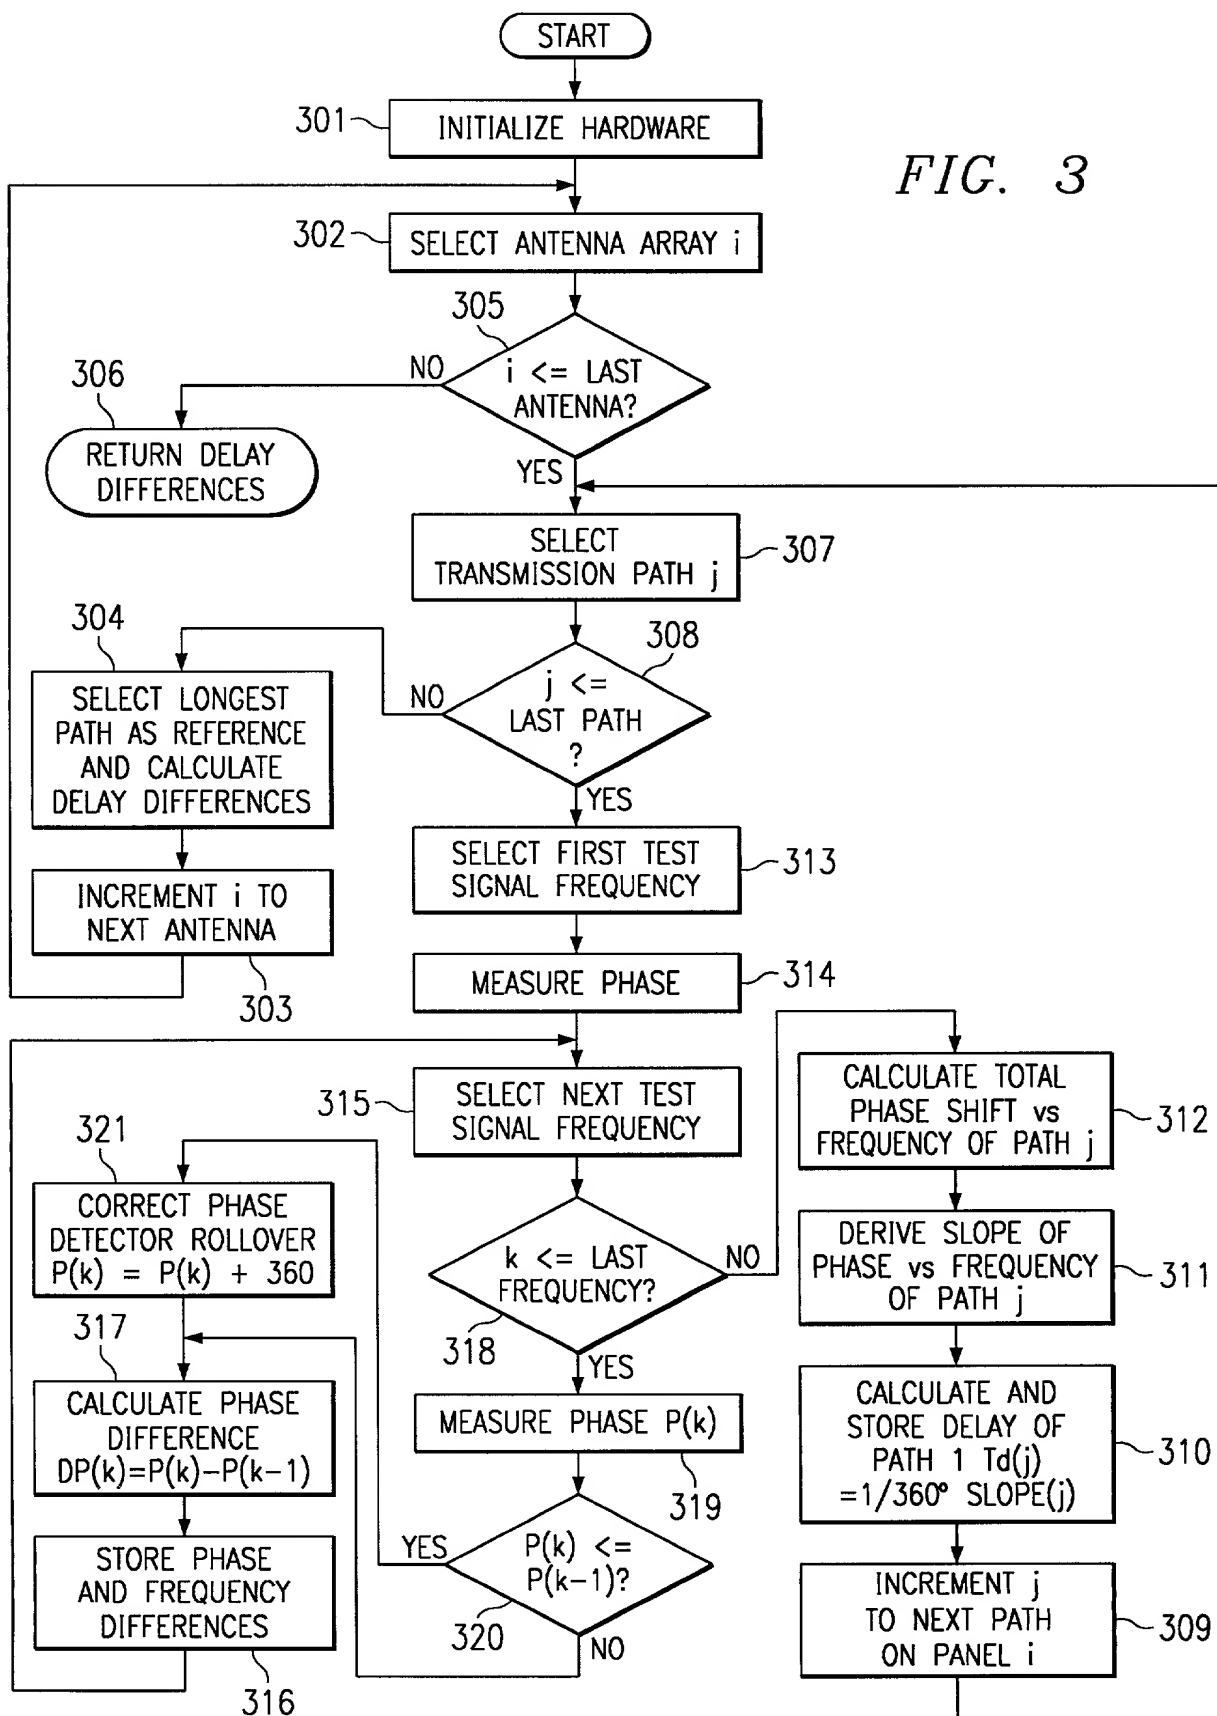 START
301
INITIALIZE HARDWARE
FIG. 3
302
SELECT ANTENNA ARRAY i
305
i <= LAST
ANTENNA?
NO
YES
306
RETURN DELAY
DIFFERENCES
SELECT
TRANSMISSION PATH j
307
308
j <=
LAST PATH
?
NO
YES
304
SELECT LONGEST
PATH AS REFERENCE
AND CALCULATE
DELAY DIFFERENCES
INCREMENT i TO
NEXT ANTENNA
303
SELECT FIRST TEST
SIGNAL FREQUENCY
313
MEASURE PHASE
314
315
SELECT NEXT TEST
SIGNAL FREQUENCY
k <= LAST
FREQUENCY?
318
NO
YES
CALCULATE TOTAL
PHASE SHIFT vs
FREQUENCY OF PATH j
312
DERIVE SLOPE OF
PHASE vs FREQUENCY
OF PATH j
311
CALCULATE AND
STORE DELAY OF
PATH 1 Td(j)
=1/360° SLOPE(j)
310
INCREMENT j
TO NEXT PATH
ON PANEL i
309
MEASURE PHASE P(k)
319
P(k) <=
P(k-1)?
320
YES
NO
321
CORRECT PHASE
DETECTOR ROLLOVER
P(k) = P(k) + 360
317
CALCULATE PHASE
DIFFERENCE
DP(k)=P(k)-P(k-1)
STORE PHASE
AND FREQUENCY
DIFFERENCES
316